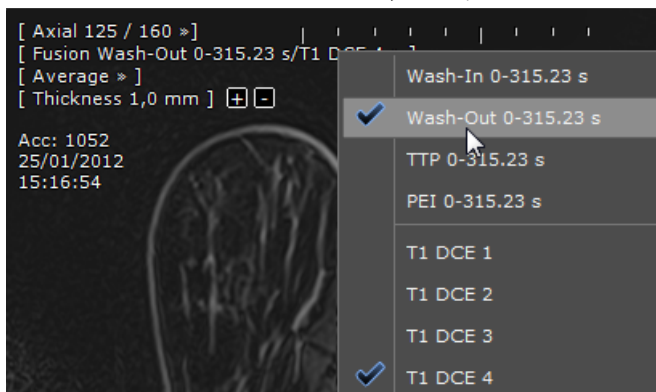 [ Axial 125 / 160 »]
[ Fusion Wash-Out 0-315.23 s/T1 DCE 4 » ]
[ Average » ]
[ Thickness 1,0 mm ] + -
Acc: 1052
25/01/2012
15:16:54
Wash-In 0-315.23 s
Wash-Out 0-315.23 s
TTP 0-315.23 s
PEI 0-315.23 s
T1 DCE 1
T1 DCE 2
T1 DCE 3
T1 DCE 4